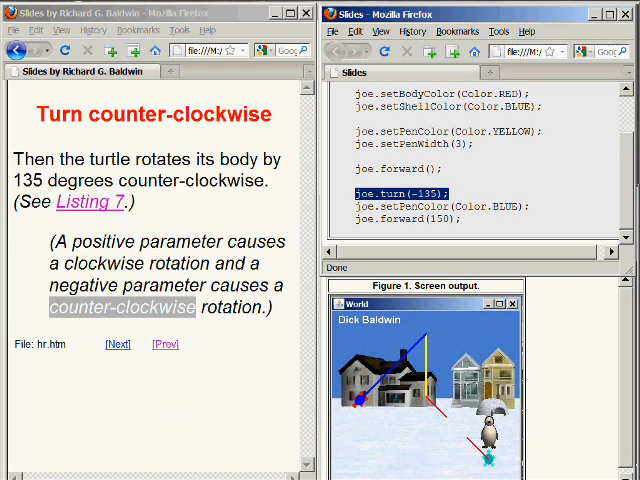 Slides by Richard G. Baldwin - Mozilla Firefox
File Edit View History Bookmarks Tools Help
file:///M:/
Goog
Slides by Richard G. Baldwin
Turn counter-clockwise
Then the turtle rotates its body by
135 degrees counter-clockwise.
(See Listing 7.)
(A positive parameter causes
a clockwise rotation and a
negative parameter causes a
counter-clockwise rotation.)
File: hr.htm [Next] [Prev]
Slides - Mozilla Firefox
File Edit View History Bookmarks Tools Help
file:///M:/
Goog
Slides
joe.setBodyColor(Color.RED);
joe.setShellColor(Color.BLUE);
joe.setPenColor(Color.YELLOW);
joe.setPenWidth(3);
joe.forward();
joe.turn(-135);
joe.setPenColor(Color.BLUE);
joe.forward(150);
Done
Figure 1. Screen output.
World
Dick Baldwin